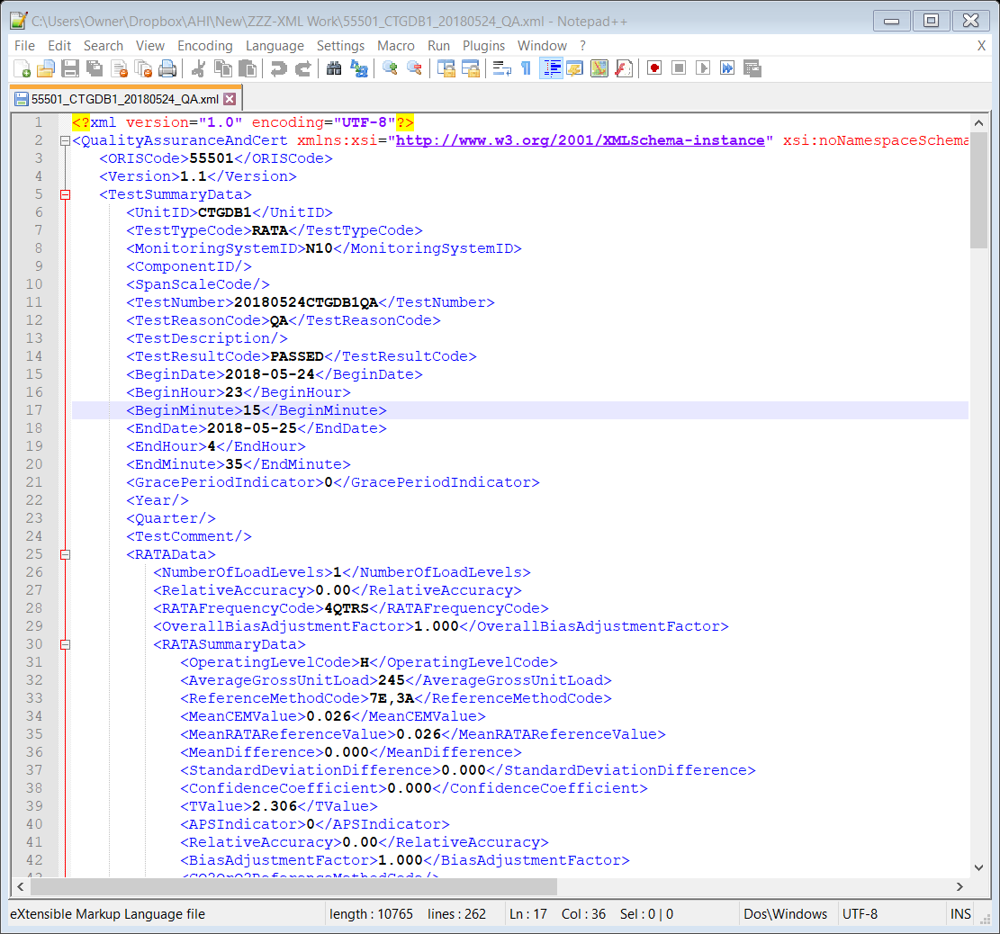 C:\Users\Owner\Dropbox\AHI\New\ZZZ-XML Work\55501_CTGDB1_20180524_QA.xml - Notepad++
File Edit Search View Encoding Language Settings Macro Run Plugins Window ? X
55501_CTGDB1_20180524_QA.xml
1 <?xml version="1.0" encoding="UTF-8"?>
2 <QualityAssuranceAndCert xmlns:xsi="http://www.w3.org/2001/XMLSchema-instance" xsi:noNamespaceSchema
3 <ORISCode>55501</ORISCode>
4 <Version>1.1</Version>
5 <TestSummaryData>
6 <UnitID>CTGDB1</UnitID>
7 <TestTypeCode>RATA</TestTypeCode>
8 <MonitoringSystemID>N10</MonitoringSystemID>
9 <ComponentID/>
10 <SpanScaleCode/>
11 <TestNumber>20180524CTGDB1QA</TestNumber>
12 <TestReasonCode>QA</TestReasonCode>
13 <TestDescription/>
14 <TestResultCode>PASSED</TestResultCode>
15 <BeginDate>2018-05-24</BeginDate>
16 <BeginHour>23</BeginHour>
17 <BeginMinute>15</BeginMinute>
18 <EndDate>2018-05-25</EndDate>
19 <EndHour>4</EndHour>
20 <EndMinute>35</EndMinute>
21 <GracePeriodIndicator>0</GracePeriodIndicator>
22 <Year/>
23 <Quarter/>
24 <TestComment/>
25 <RATAData>
26 <NumberOfLoadLevels>1</NumberOfLoadLevels>
27 <RelativeAccuracy>0.00</RelativeAccuracy>
28 <RATAFrequencyCode>4QTRS</RATAFrequencyCode>
29 <OverallBiasAdjustmentFactor>1.000</OverallBiasAdjustmentFactor>
30 <RATASummaryData>
31 <OperatingLevelCode>H</OperatingLevelCode>
32 <AverageGrossUnitLoad>245</AverageGrossUnitLoad>
33 <ReferenceMethodCode>7E,3A</ReferenceMethodCode>
34 <MeanCEMValue>0.026</MeanCEMValue>
35 <MeanRATAReferenceValue>0.026</MeanRATAReferenceValue>
36 <MeanDifference>0.000</MeanDifference>
37 <StandardDeviationDifference>0.000</StandardDeviationDifference>
38 <ConfidenceCoefficient>0.000</ConfidenceCoefficient>
39 <TValue>2.306</TValue>
40 <APSIndicator>0</APSIndicator>
41 <RelativeAccuracy>0.00</RelativeAccuracy>
42 <BiasAdjustmentFactor>1.000</BiasAdjustmentFactor>
43 <CO2OrO2ReferenceMethodCode/>
eXtensible Markup Language file length : 10765 lines : 262 Ln : 17 Col : 36 Sel : 0 | 0 Dos\Windows UTF-8 INS